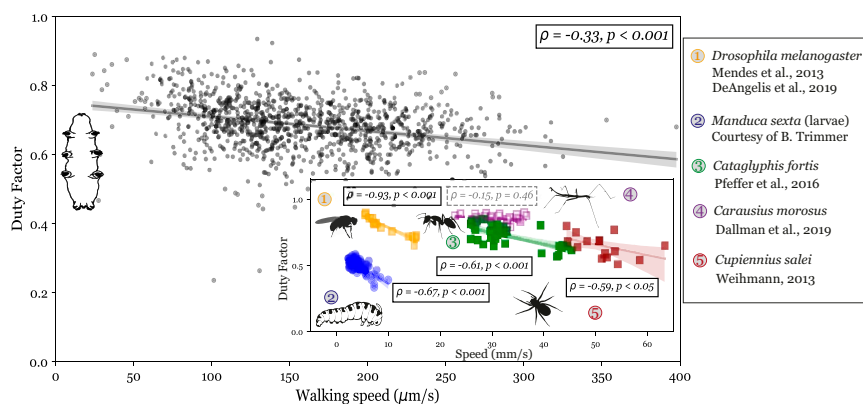 1.0
0.8
0.6
0.4
0.2
0.0
Duty Factor
0
50
100
150
200
250
300
350
400
Walking speed (μm/s)
ρ = -0.33, p < 0.001
1.0
0.5
0.0
Duty Factor
0
10
20
30
40
50
60
Speed (mm/s)
1
ρ = -0.93, p < 0.001
ρ = -0.15, p = 0.46
4
3
ρ = -0.61, p < 0.001
2
ρ = -0.67, p < 0.001
ρ = -0.59, p < 0.05
5
1 Drosophila melanogaster
Mendes et al., 2013
DeAngelis et al., 2019
2 Manduca sexta (larvae)
Courtesy of B. Trimmer
3 Cataglyphis fortis
Pfeffer et al., 2016
4 Carausius morosus
Dallman et al., 2019
5 Cupiennius salei
Weihmann, 2013